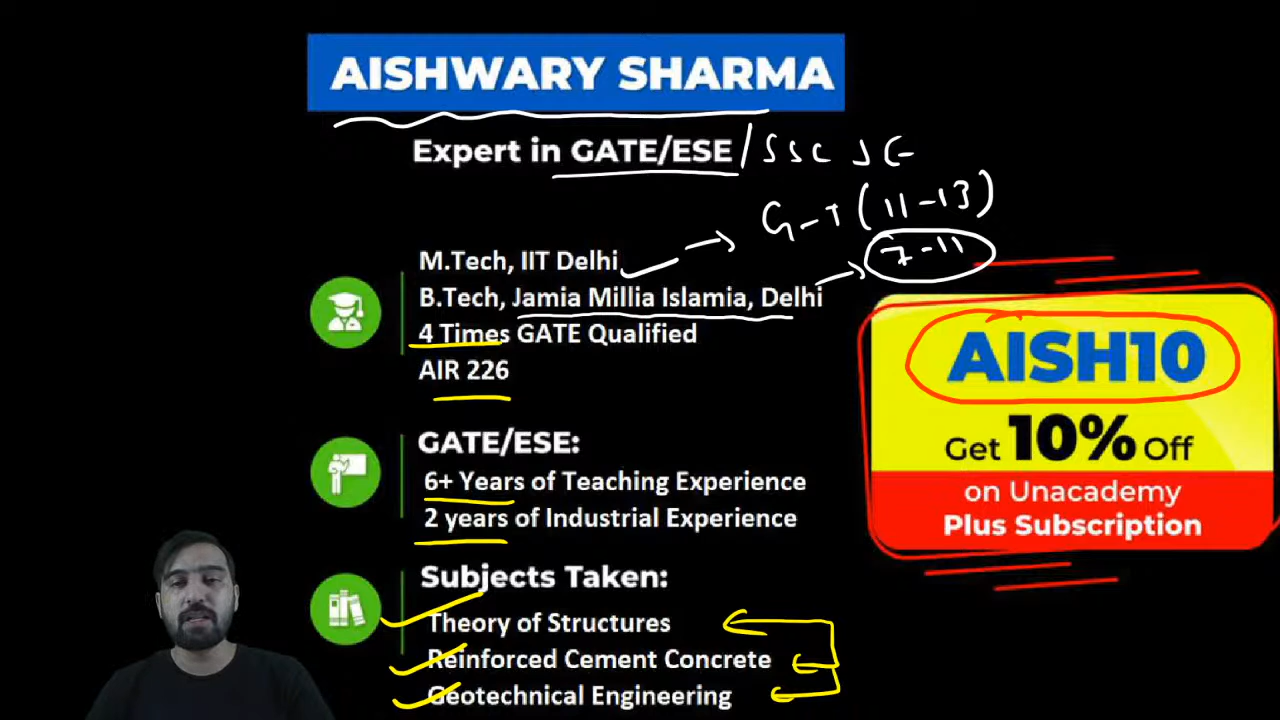 AISHWARY SHARMA
Expert in GATE/ESE / SSC JE
G-T (11-13)
M.Tech, IIT Delhi
7-11
B.Tech, Jamia Millia Islamia, Delhi
4 Times GATE Qualified
AIR 226
GATE/ESE:
6+ Years of Teaching Experience
2 years of Industrial Experience
Subjects Taken:
Theory of Structures
Reinforced Cement Concrete
Geotechnical Engineering
AISH10
Get 10% Off
on Unacademy
Plus Subscription